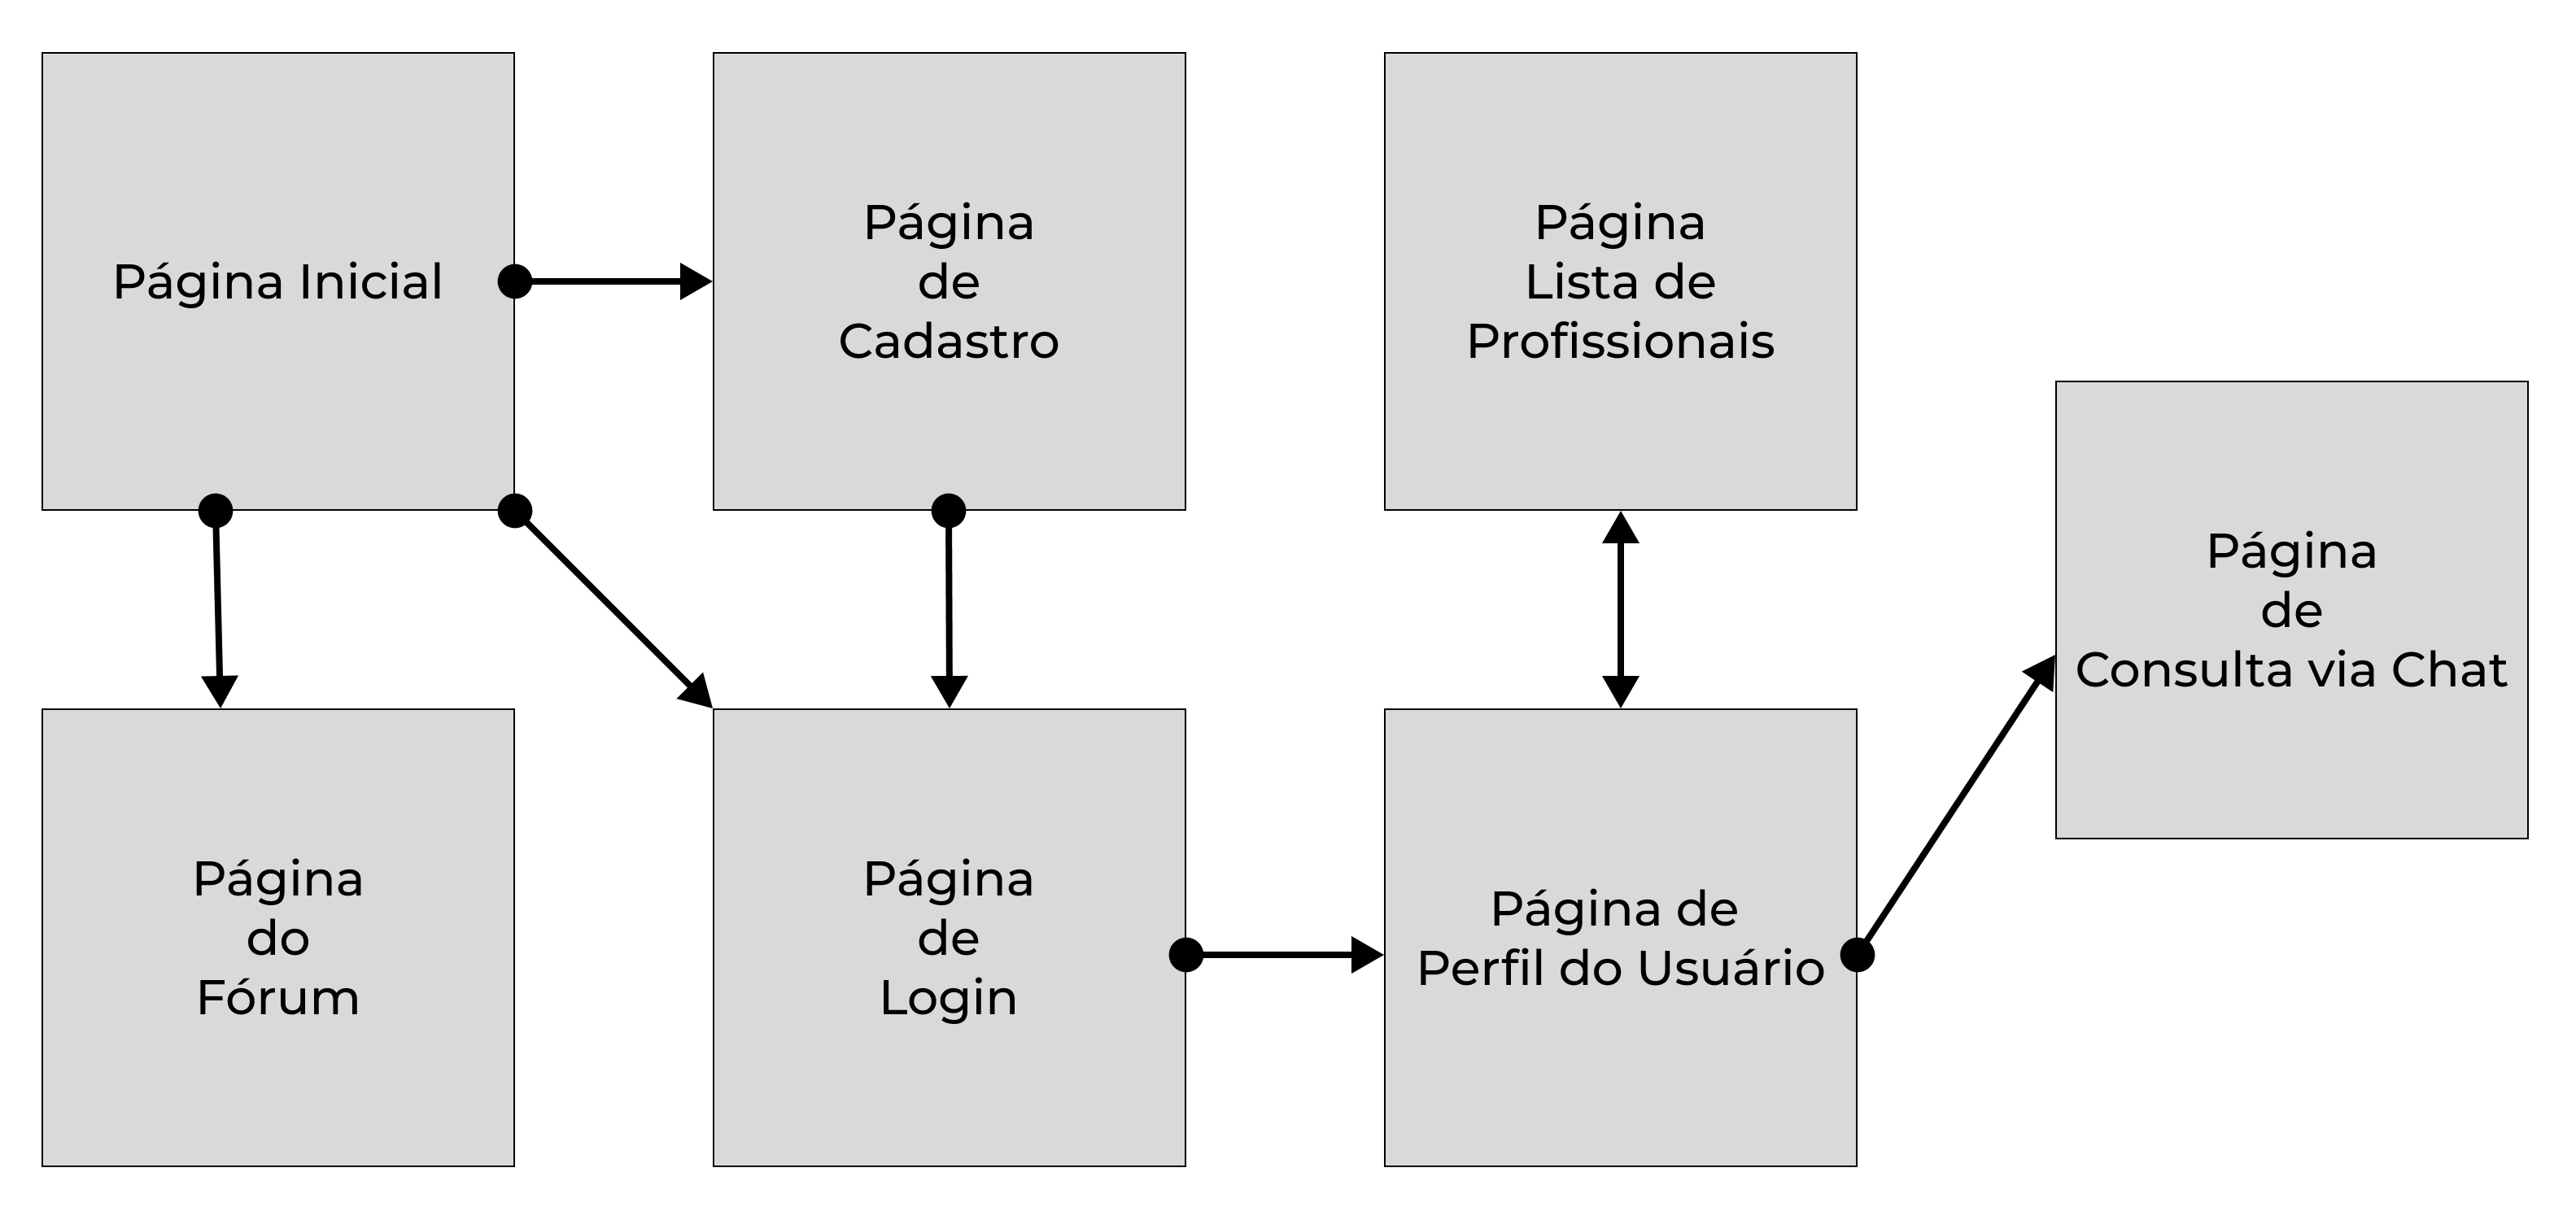 Página Inicial
Página
de
Cadastro
Página
Lista de
Profissionais
Página
de
Consulta via Chat
Página
do
Fórum
Página
de
Login
Página de
Perfil do Usuário